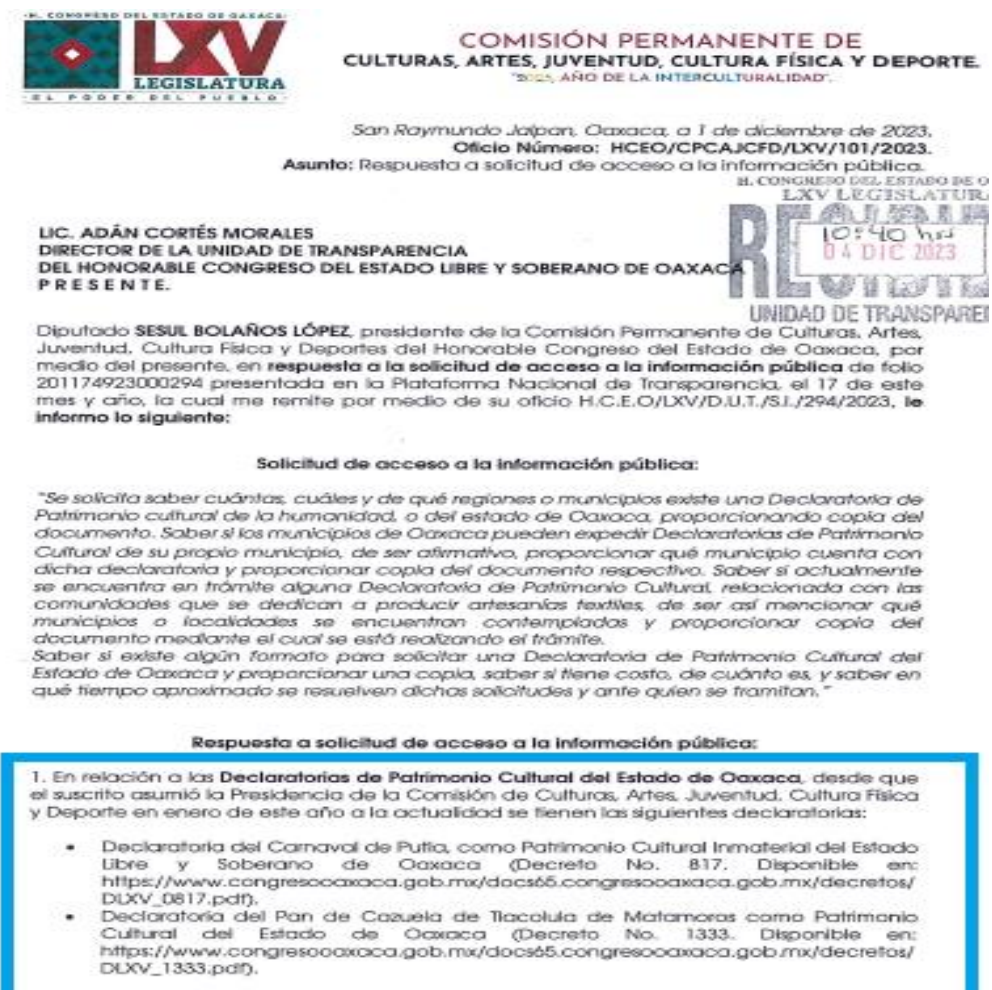 H. CONGRESO DEL ESTADO DE OAXACA
LXV
LEGISLATURA
EL PODER DEL PUEBLO
COMISIÓN PERMANENTE DE
CULTURAS, ARTES, JUVENTUD, CULTURA FÍSICA Y DEPORTE.
AÑO DE LA INTERCULTURALIDAD".
San Raymundo Jalpan, Oaxaca, a 1 de diciembre de 2023.
Oficio Número: HCEO/CPCAJCFD/LXV/101/2023.
Asunto: Respuesta a solicitud de acceso a la información pública.
H. CONGRESO DEL ESTADO DE O
LXV LEGISLATURA
10:40 hrs
04 DIC 2023
UNIDAD DE TRANSPAREN
LIC. ADÁN CORTÉS MORALES
DIRECTOR DE LA UNIDAD DE TRANSPARENCIA
DEL HONORABLE CONGRESO DEL ESTADO LIBRE Y SOBERANO DE OAXACA
P R E S E N T E.
Diputado SESUL BOLAÑOS LÓPEZ, presidente de la Comisión Permanente de Culturas, Artes,
Juventud, Cultura Física y Deportes del Honorable Congreso del Estado de Oaxaca, por
medio del presente, en respuesta a la solicitud de acceso a la información pública de folio
201174923000294 presentada en la Plataforma Nacional de Transparencia, el 17 de este
mes y año, la cual me remite por medio de su oficio H.C.E.O/LXV/D.U.T./S.I./294/2023, le
informo lo siguiente:
Solicitud de acceso a la información pública:
"Se solicita saber cuántas, cuáles y de qué regiones o municipios existe una Declaratoria de
Patrimonio cultural de la humanidad, o del estado de Oaxaca, proporcionando copia del
documento. Saber si los municipios de Oaxaca pueden expedir Declaratorias de Patrimonio
Cultural de su propio municipio, de ser afirmativo, proporcionar qué municipio cuenta con
dicha declaratoria y proporcionar copia del documento respectivo. Saber si actualmente
se encuentra en trámite alguna Declaratoria de Patrimonio Cultural, relacionada con las
comunidades que se dedican a producir artesanías textiles, de ser así mencionar qué
municipios o localidades se encuentran contempladas y proporcionar copia del
documento mediante el cual se está realizando el trámite.
Saber si existe algún formato para solicitar una Declaratoria de Patrimonio Cultural del
Estado de Oaxaca y proporcionar una copia, saber si tiene costo, de cuánto es, y saber en
qué tiempo aproximado se resuelven dichas solicitudes y ante quien se tramitan."
Respuesta a solicitud de acceso a la información pública:
1. En relación a las Declaratorias de Patrimonio Cultural del Estado de Oaxaca, desde que
el suscrito asumió la Presidencia de la Comisión de Culturas, Artes, Juventud, Cultura Física
y Deporte en enero de este año a la actualidad se tienen las siguientes declaratorias:
• Declaratoria del Carnaval de Putla, como Patrimonio Cultural Inmaterial del Estado
Libre y Soberano de Oaxaca (Decreto No. 817. Disponible en:
https://www.congresooaxaca.gob.mx/docs65.congresooaxaca.gob.mx/decretos/
DLXV_0817.pdf).
• Declaratoria del Pan de Cazuela de Tlacolula de Matamoros como Patrimonio
Cultural del Estado de Oaxaca (Decreto No. 1333. Disponible en:
https://www.congresooaxaca.gob.mx/docs65.congresooaxaca.gob.mx/decretos/
DLXV_1333.pdf).